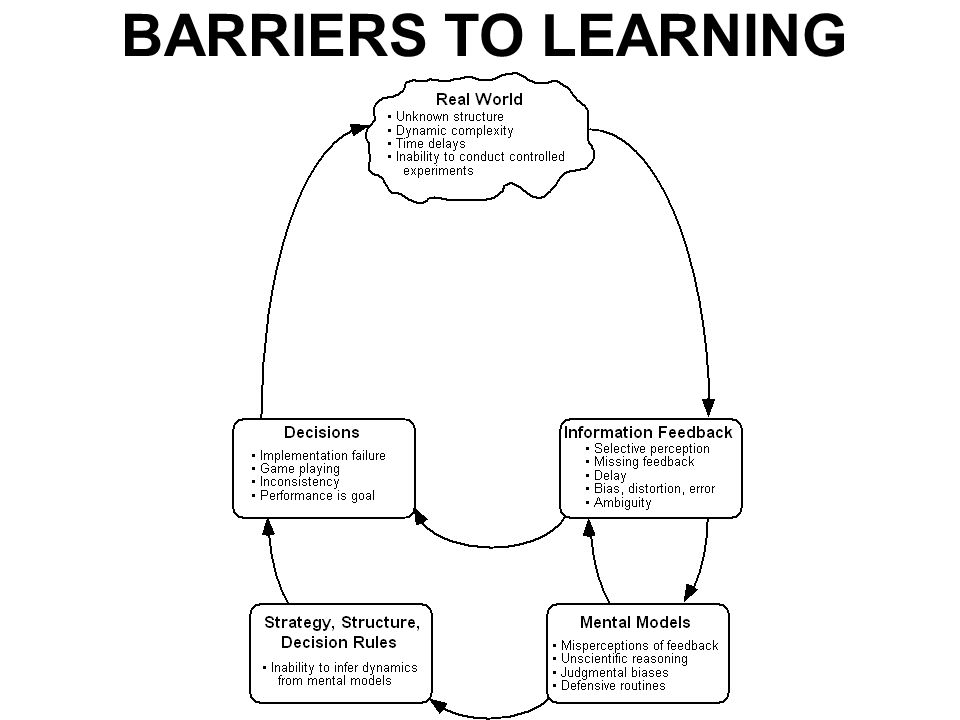 BARRIERS TO LEARNING
Real World
• Unknown structure
• Dynamic complexity
• Time delays
• Inability to conduct controlled
experiments
Decisions
• Implementation failure
• Game playing
• Inconsistency
• Performance is goal
Information Feedback
• Selective perception
• Missing feedback
• Delay
• Bias, distortion, error
• Ambiguity
Strategy, Structure,
Decision Rules
• Inability to infer dynamics
from mental models
Mental Models
• Misperceptions of feedback
• Unscientific reasoning
• Judgmental biases
• Defensive routines